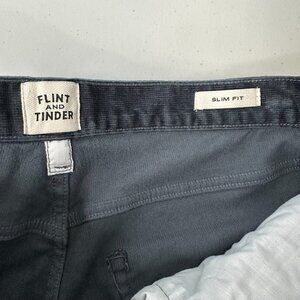 FLINT
AND
TINDER
SLIM FIT